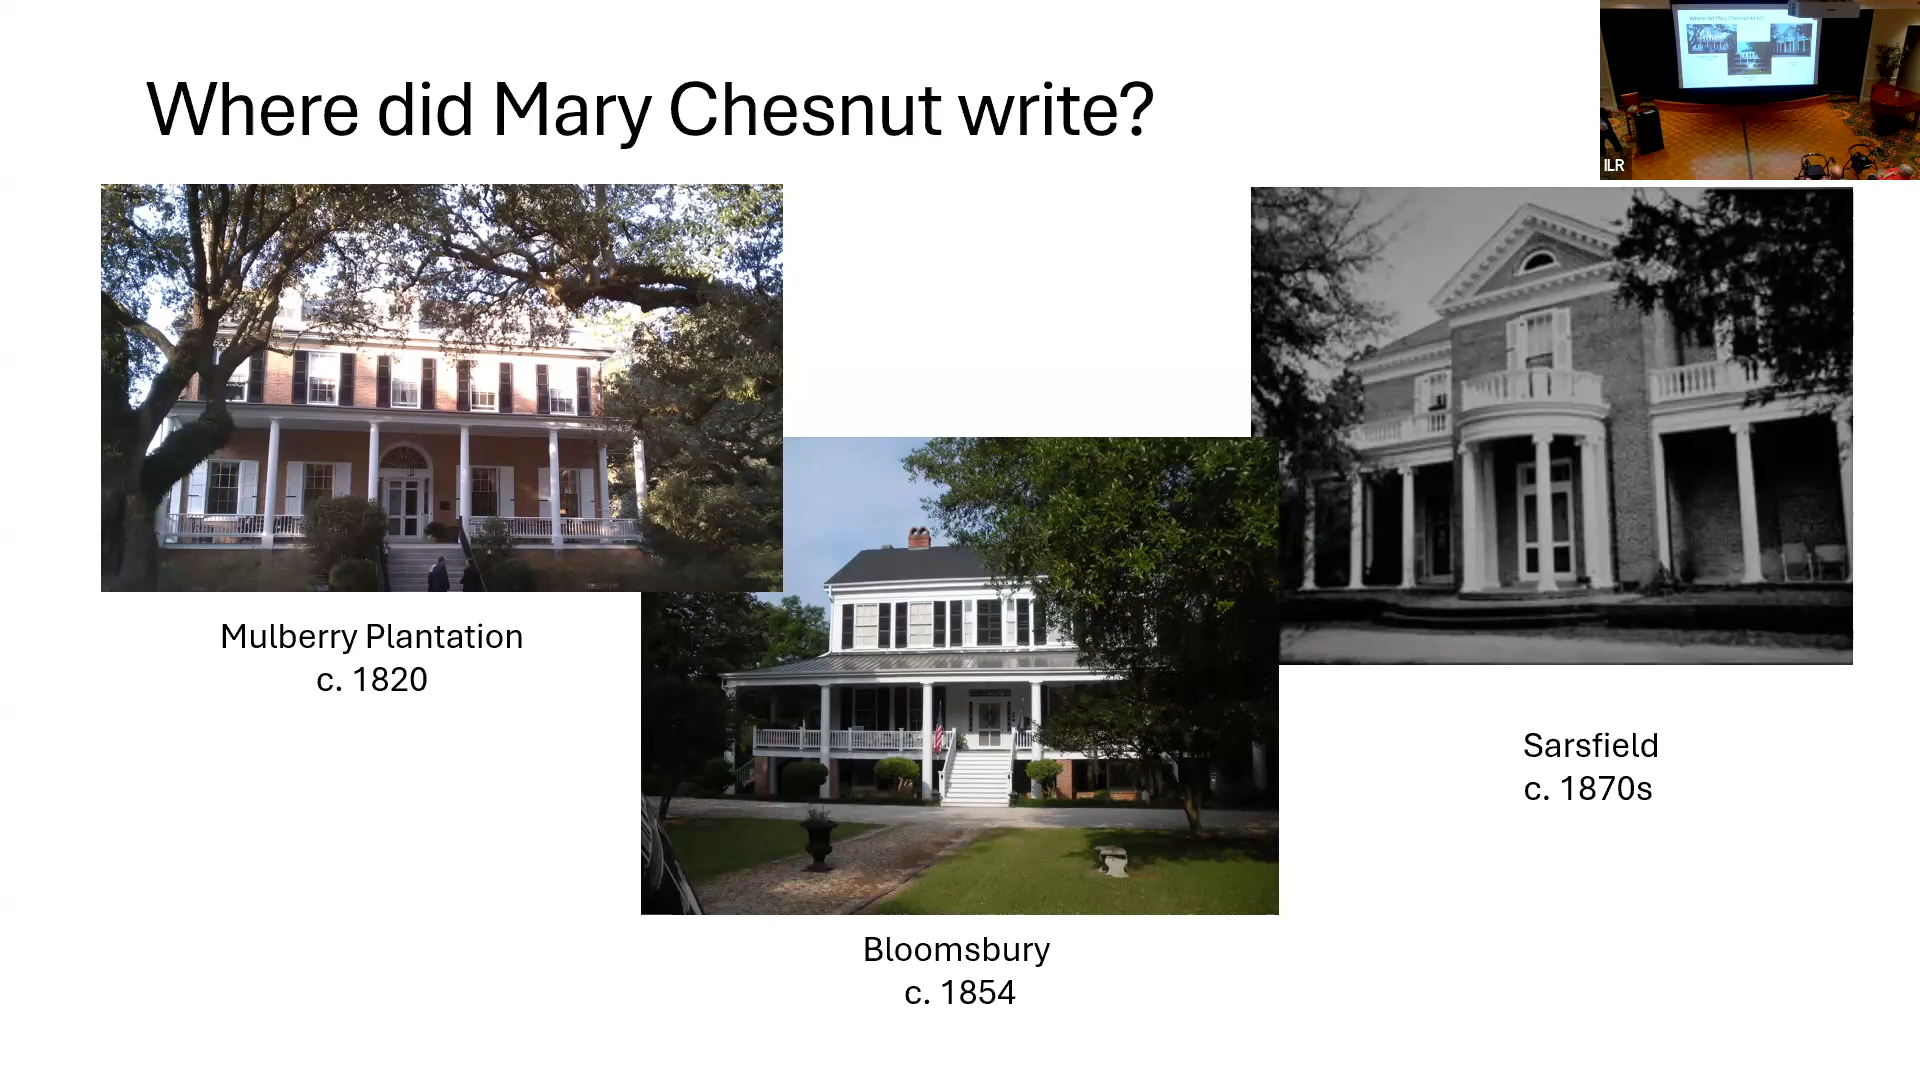 Where did Mary Chesnut write?
ILR
Mulberry Plantation
c. 1820
Sarsfield
c. 1870s
Bloomsbury
c. 1854